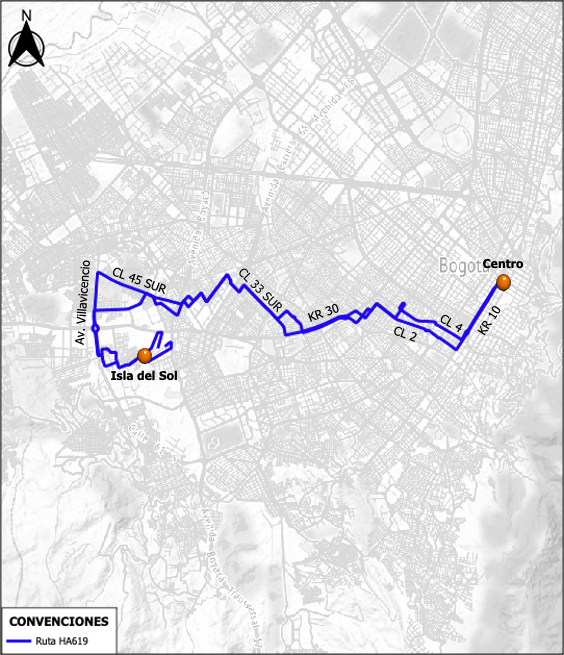 N
Bogotá
Centro
CL 45 SUR
CL 33 SUR
KR 30
CL 4
CL 2
KR 10
Av. Villavicencio
Isla del Sol
CONVENCIONES
Ruta HA619